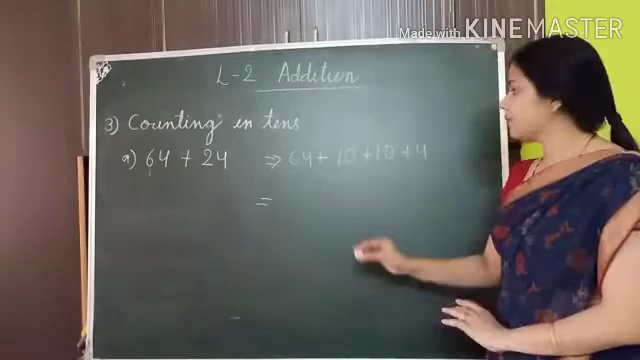 Made with KINEMASTER
L-2 Addition
3) Counting in tens
a) 64 + 24 ⇒ 64 + 10 + 10 + 4
=